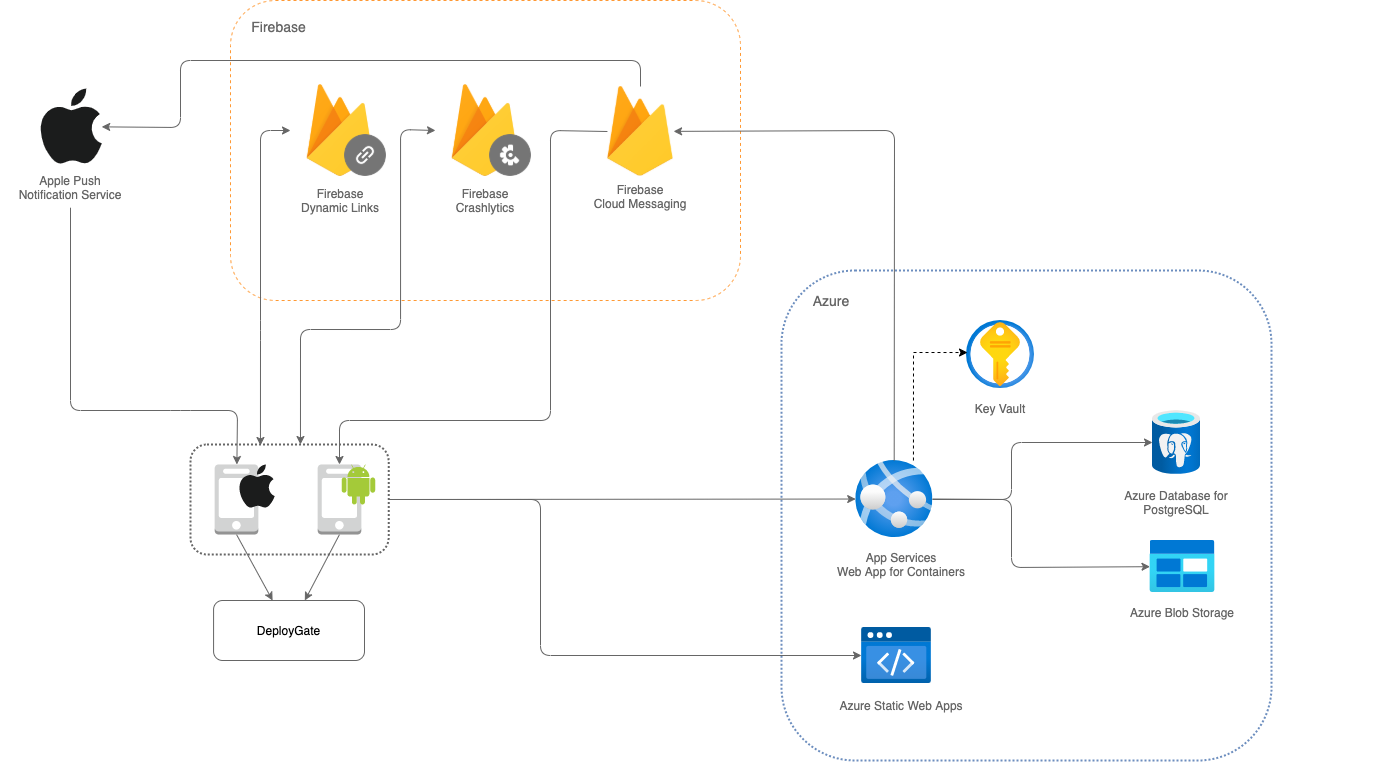 Firebase
Apple Push
Notification Service
Firebase
Dynamic Links
Firebase
Crashlytics
Firebase
Cloud Messaging
Azure
Key Vault
Azure Database for
PostgreSQL
App Services
Web App for Containers
Azure Blob Storage
DeployGate
Azure Static Web Apps